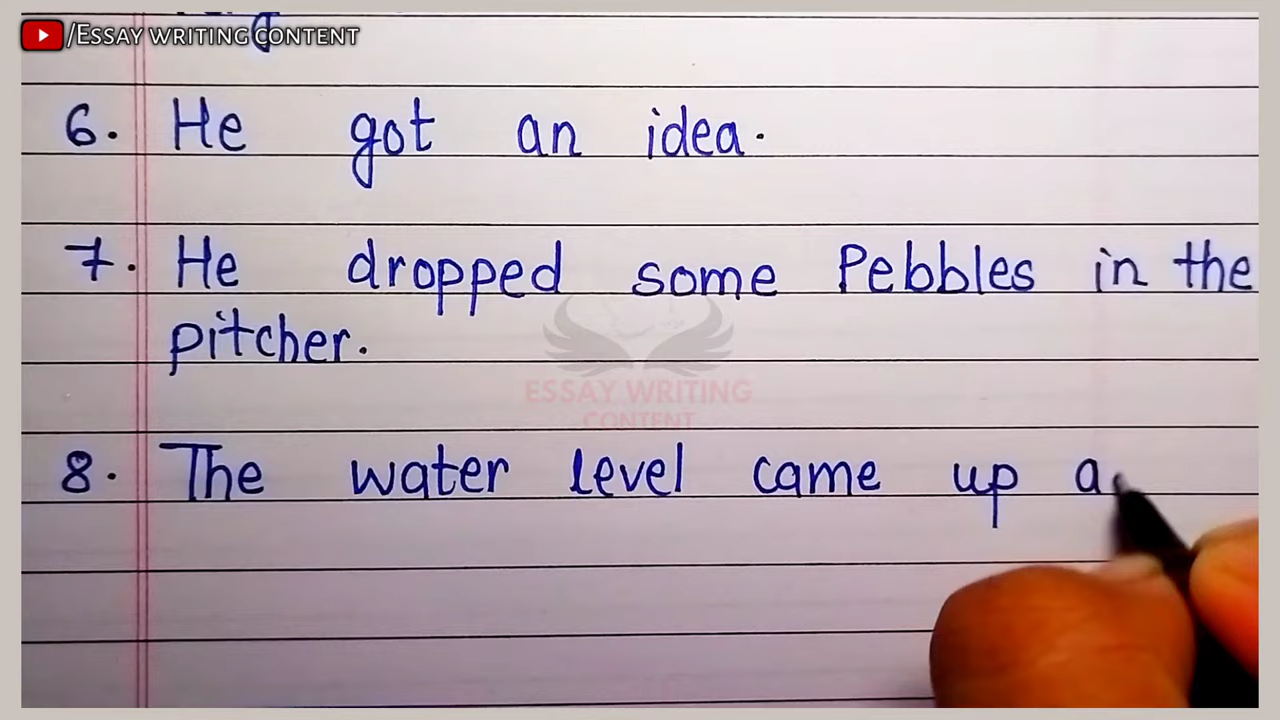 /ESSAY WRITING CONTENT
6. He got an idea.
7. He dropped some Pebbles in the
pitcher.
ESSAY WRITING
CONTENT
8. The water level came up a